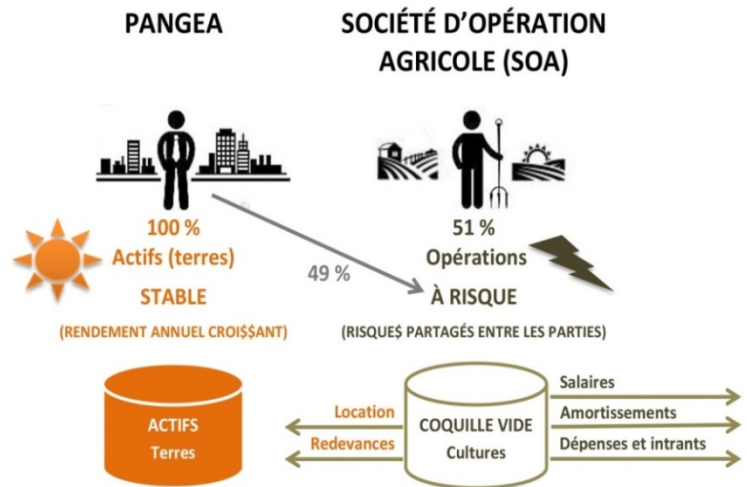 PANGEA
SOCIÉTÉ D'OPÉRATION
AGRICOLE (SOA)
100 %
Actifs (terres)
STABLE
(RENDEMENT ANNUEL CROI$$ANT)
49 %
51 %
Opérations
À RISQUE
(RISQUE$ PARTAGÉS ENTRE LES PARTIES)
ACTIFS
Terres
Location
Redevances
COQUILLE VIDE
Cultures
Salaires
Amortissements
Dépenses et intrants